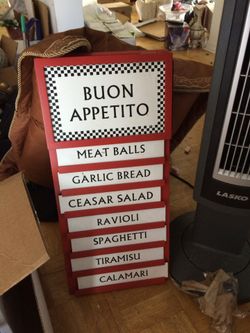 BUON
APPETITO
MEAT BALLS
GARLIC BREAD
CEASAR SALAD
RAVIOLI
SPAGHETTI
TIRAMISU
CALAMARI
LASKO